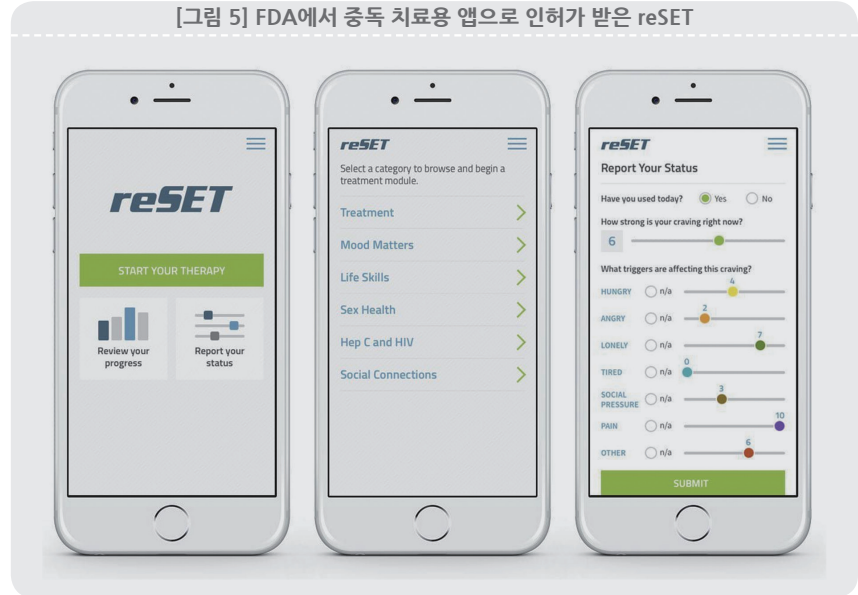 [그림 5] FDA에서 중독 치료용 앱으로 인허가 받은 reSET
reSET
START YOUR THERAPY
Review your
progress
Report your
status
reSET
Select a category to browse and begin a
treatment module.
Treatment
Mood Matters
Life Skills
Sex Health
Hep C and HIV
Social Connections
reSET
Report Your Status
Have you used today? Yes No
How strong is your craving right now?
6
What triggers are affecting this craving?
4
HUNGRY n/a
2
ANGRY n/a
7
LONELY n/a
0
TIRED n/a
3
SOCIAL
PRESSURE n/a
10
PAIN n/a
6
OTHER n/a
SUBMIT